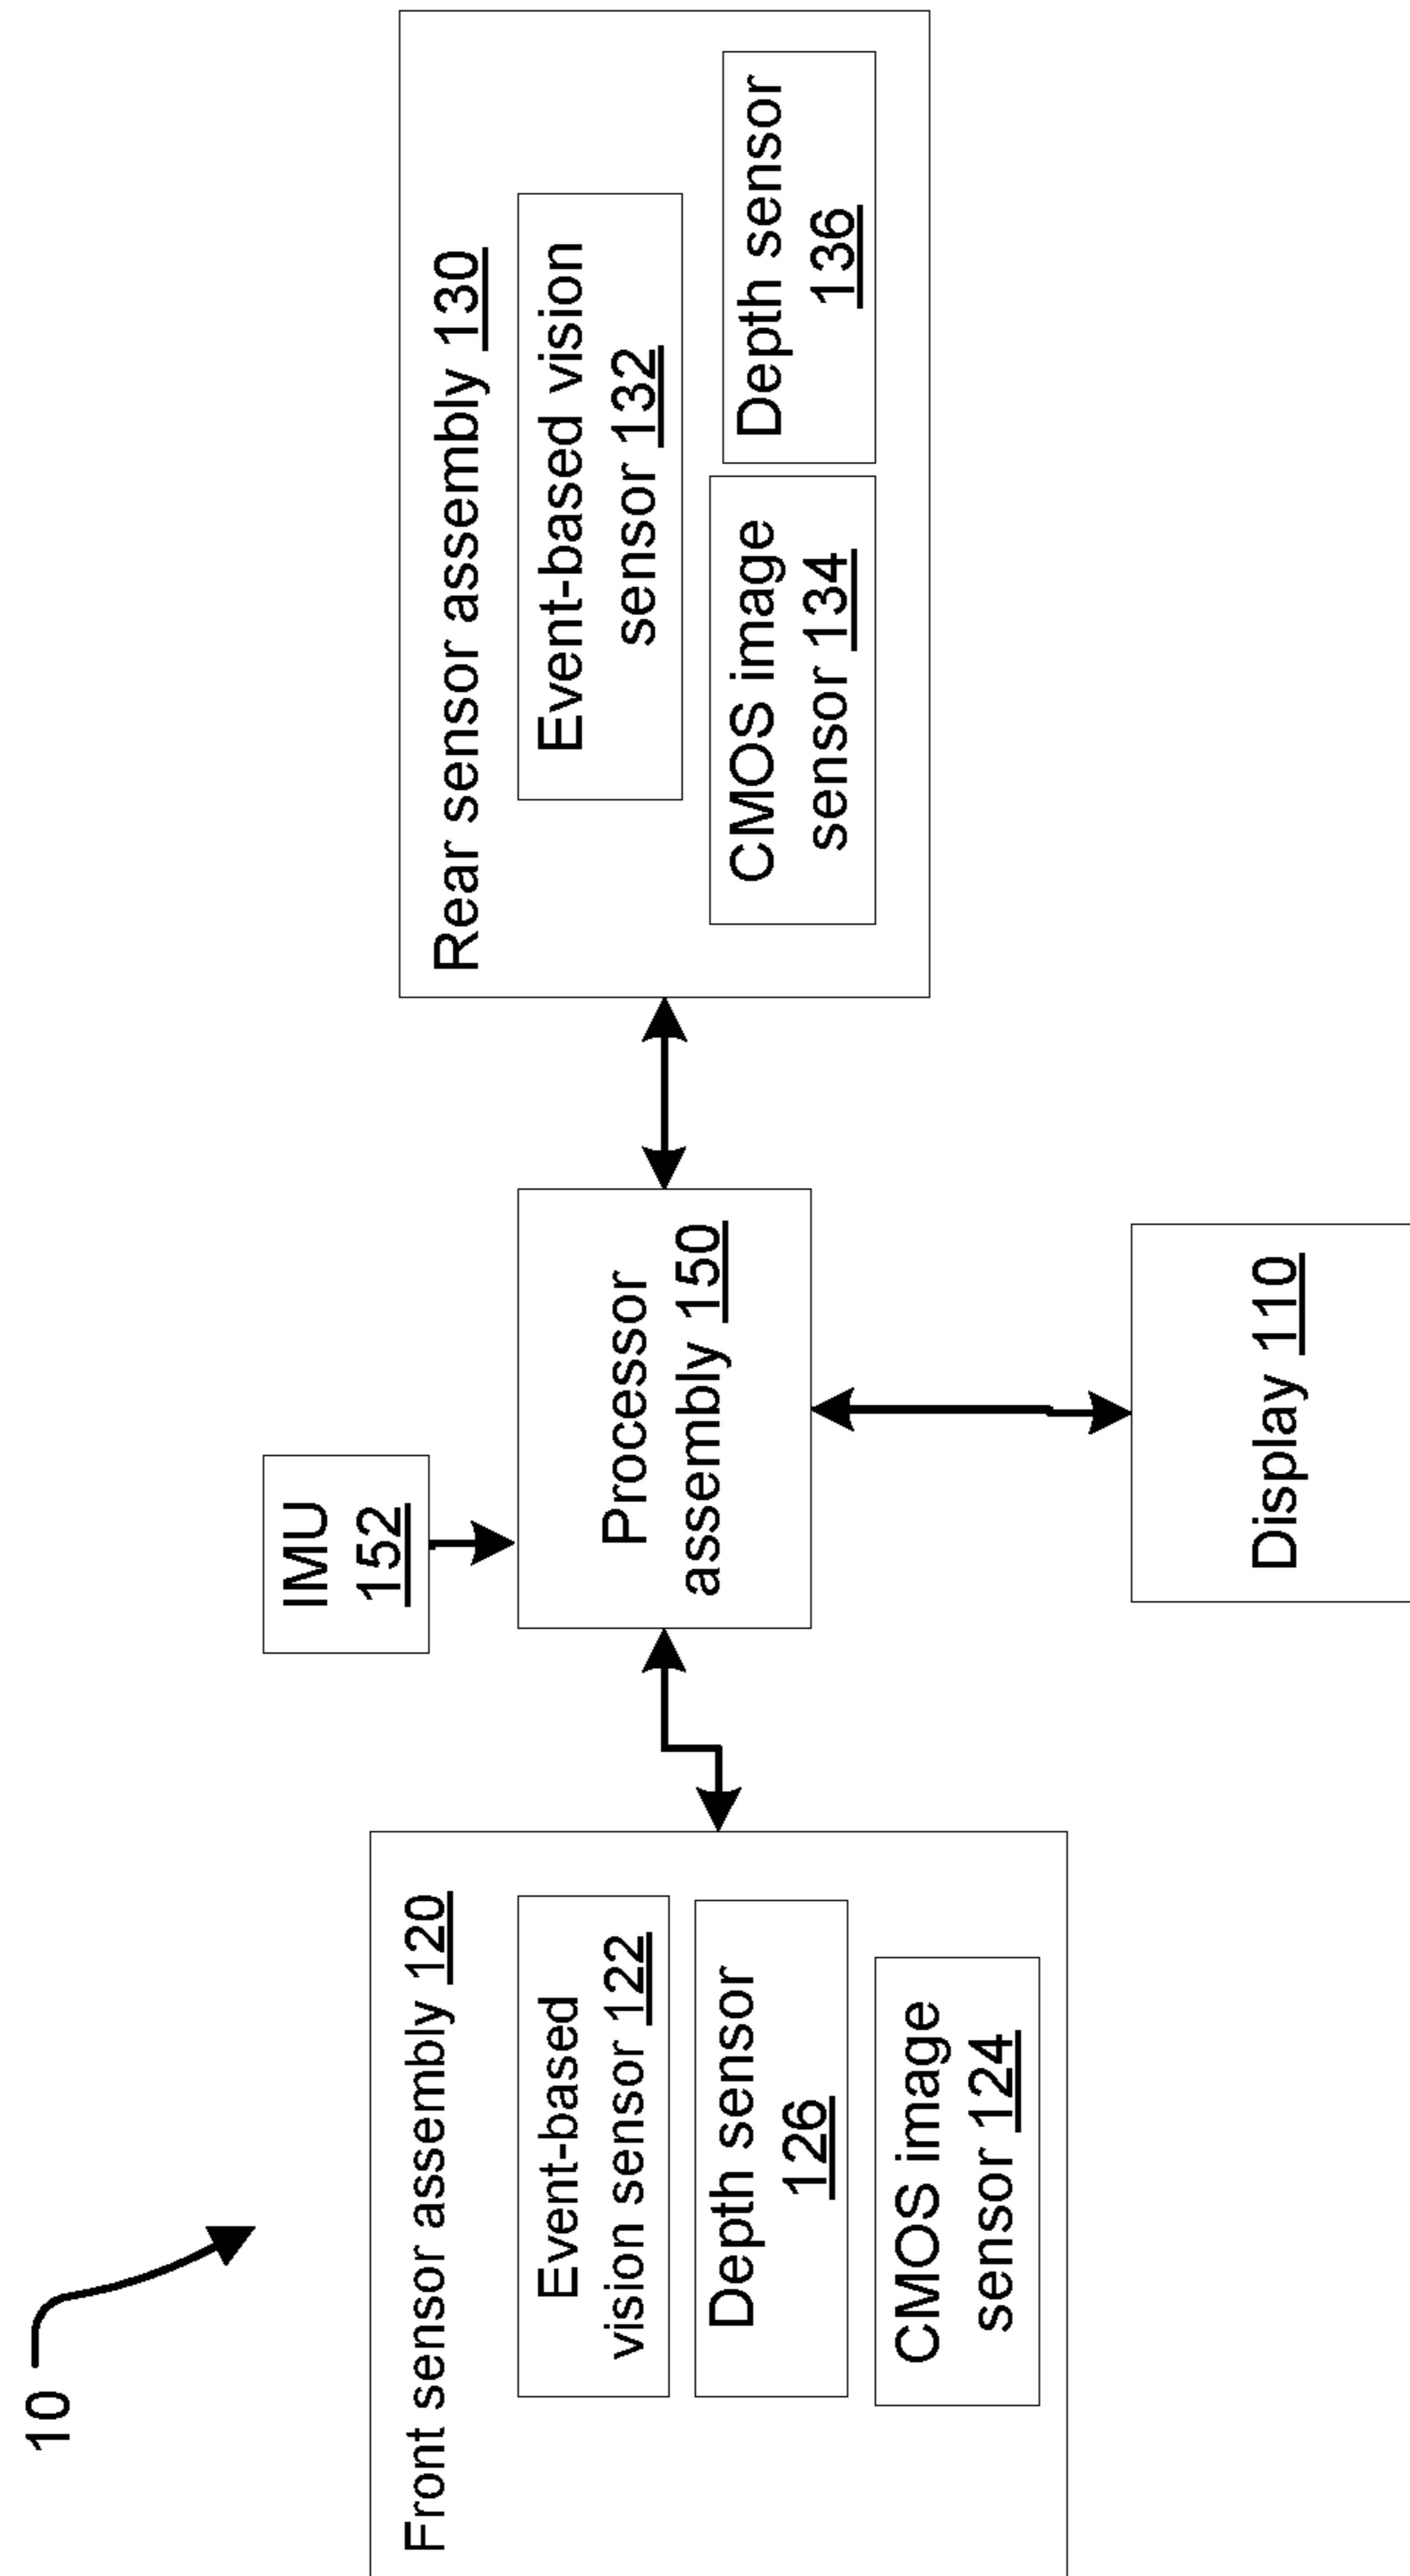 10
Front sensor assembly 120
Event-based
vision sensor 122
Depth sensor
126
CMOS image
sensor 124
IMU
152
Processor
assembly 150
Display 110
Rear sensor assembly 130
Event-based vision
sensor 132
CMOS image
sensor 134
Depth sensor
136